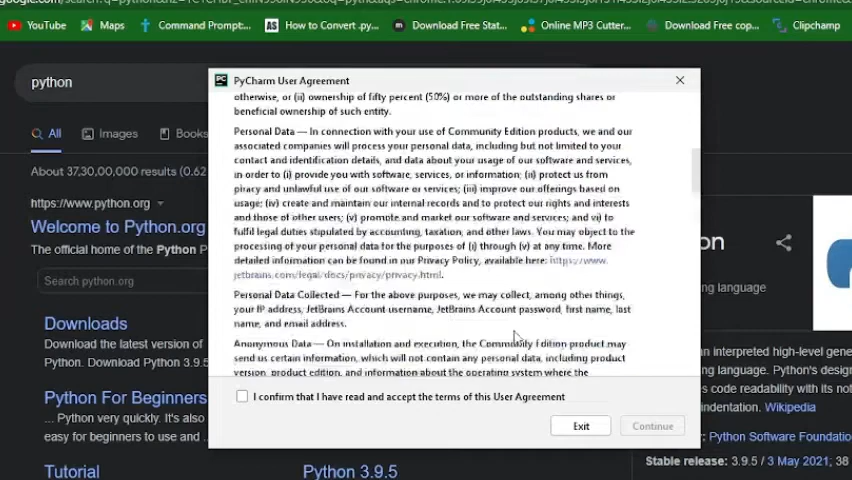 YouTube
Maps
Command Prompt:...
AS How to Convert .py...
Download Free Stat...
Online MP3 Cutter...
Download Free cop...
Clipchamp
python
All
Images
Books
About 37,30,00,000 results (0.62
https://www.python.org
Welcome to Python.org
The official home of the Python P
Search python.org
Downloads
Download the latest version of
Python. Download Python 3.9.5
Python For Beginners
... Python very quickly. It's also
easy for beginners to use and ...
Tutorial
Python 3.9.5
PyCharm User Agreement
otherwise, or (ii) ownership of fifty percent (50%) or more of the outstanding shares or
beneficial ownership of such entity.
Personal Data — In connection with your use of Community Edition products, we and our
associated companies will process your personal data, including but not limited to your
contact and identification details, and data about your usage of our software and services,
in order to (i) provide you with software, services, or information; (ii) protect us from
piracy and unlawful use of our software or services; (iii) improve our offerings based on
usage; (iv) create and maintain our internal records and to protect our rights and interests
and those of other users; (v) promote and market our software and services; and vi) to
fulfil legal duties stipulated by accounting, taxation, and other laws. You may object to the
processing of your personal data for the purposes of (i) through (v) at any time. More
detailed information can be found in our Privacy Policy, available here: https://www.
jetbrains.com/legal/docs/privacy/privacy.html.
Personal Data Collected — For the above purposes, we may collect, among other things,
your IP address, JetBrains Account username, JetBrains Account password, first name, last
name, and email address.
Anonymous Data — On installation and execution, the Community Edition product may
send us certain information, which will not contain any personal data, including product
version, product edition, and information about the operating system where the
I confirm that I have read and accept the terms of this User Agreement
Exit
Continue
on
ing language
an interpreted high-level gene
ng language. Python's design
s code readability with its not
indentation. Wikipedia
Python Software Foundatio
Stable release: 3.9.5 / 3 May 2021; 38